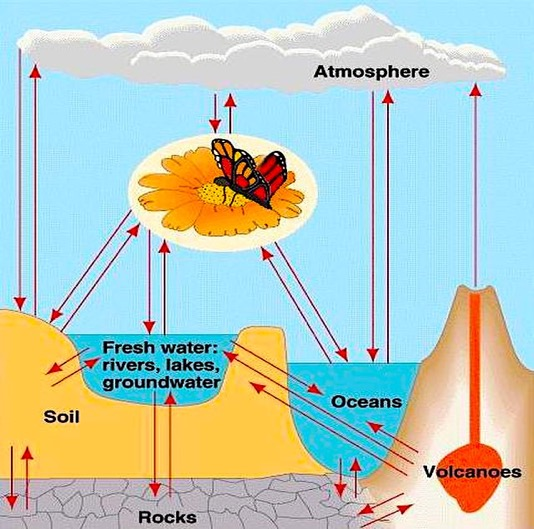 Atmosphere
Fresh water:
rivers, lakes,
groundwater
Oceans
Soil
Volcanoes
Rocks